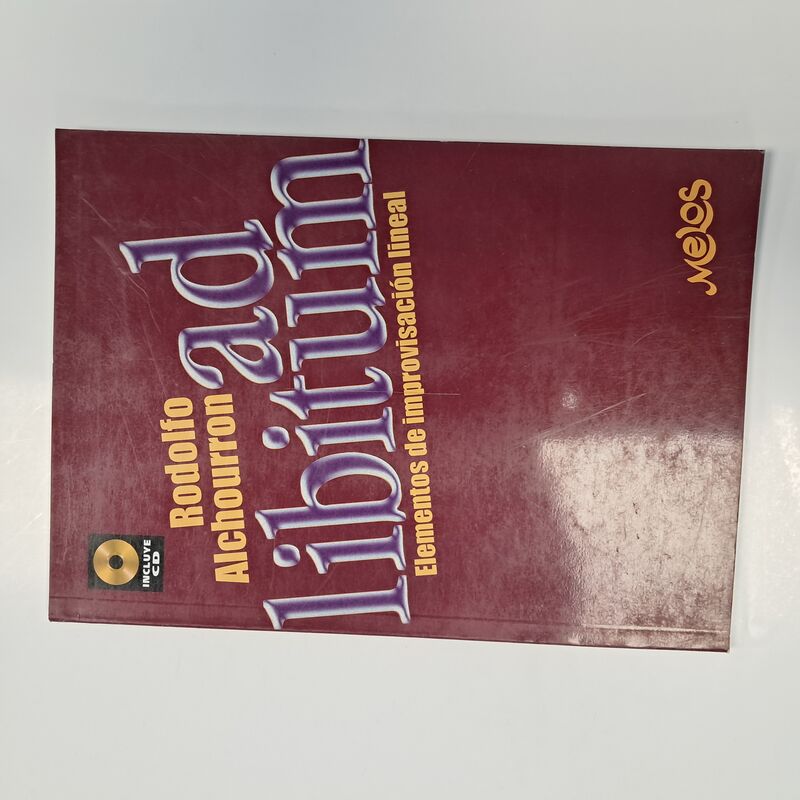 INCLUYE
CD
Rodolfo
Alchourron
ad
libitum
Elementos de improvisación lineal
MELOS